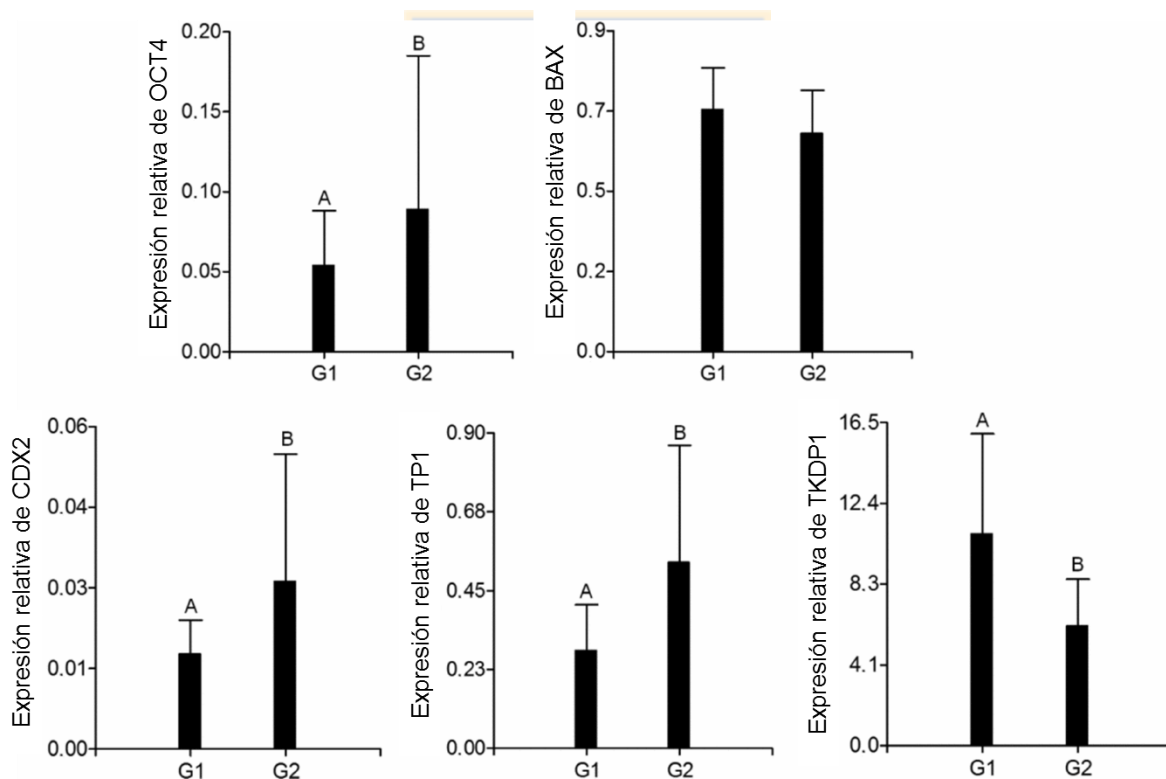 Expresión relativa de OCT4
0.20
0.15
0.10
0.05
0.00
A
B
G1
G2
Expresión relativa de BAX
0.9
0.7
0.5
0.2
0.0
G1
G2
Expresión relativa de CDX2
0.06
0.04
0.03
0.01
0.00
A
B
G1
G2
Expresión relativa de TP1
0.90
0.68
0.45
0.23
0.00
A
B
G1
G2
Expresión relativa de TKDP1
16.5
12.4
8.3
4.1
0.0
A
B
G1
G2